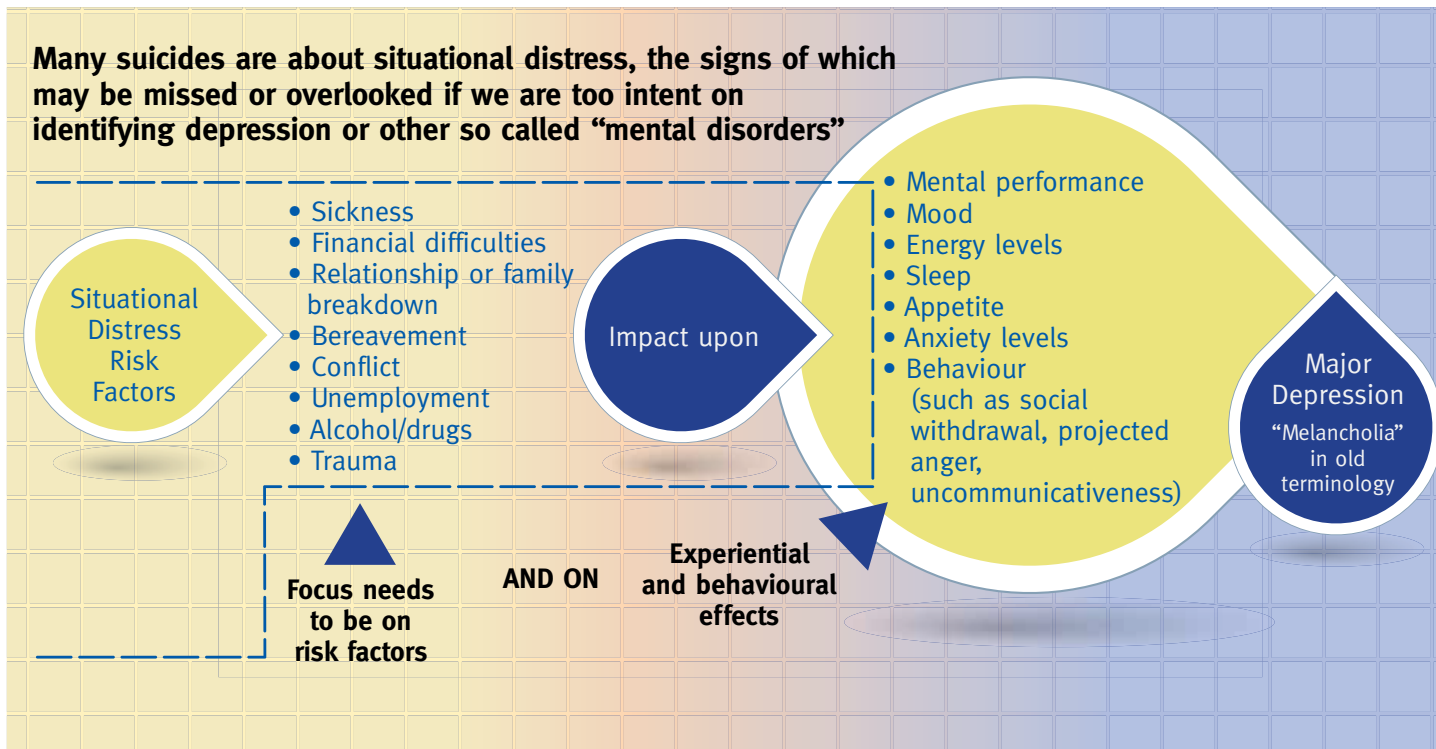 Many suicides are about situational distress, the signs of which
may be missed or overlooked if we are too intent on
identifying depression or other so called “mental disorders”
Situational
Distress
Risk
Factors
• Sickness
• Financial difficulties
• Relationship or family
breakdown
• Bereavement
• Conflict
• Unemployment
• Alcohol/drugs
• Trauma
Impact upon
• Mental performance
• Mood
• Energy levels
• Sleep
• Appetite
• Anxiety levels
• Behaviour
(such as social
withdrawal, projected
anger,
uncommunicativeness)
Major
Depression
“Melancholia”
in old
terminology
Focus needs
to be on
risk factors
AND ON
Experiential
and behavioural
effects